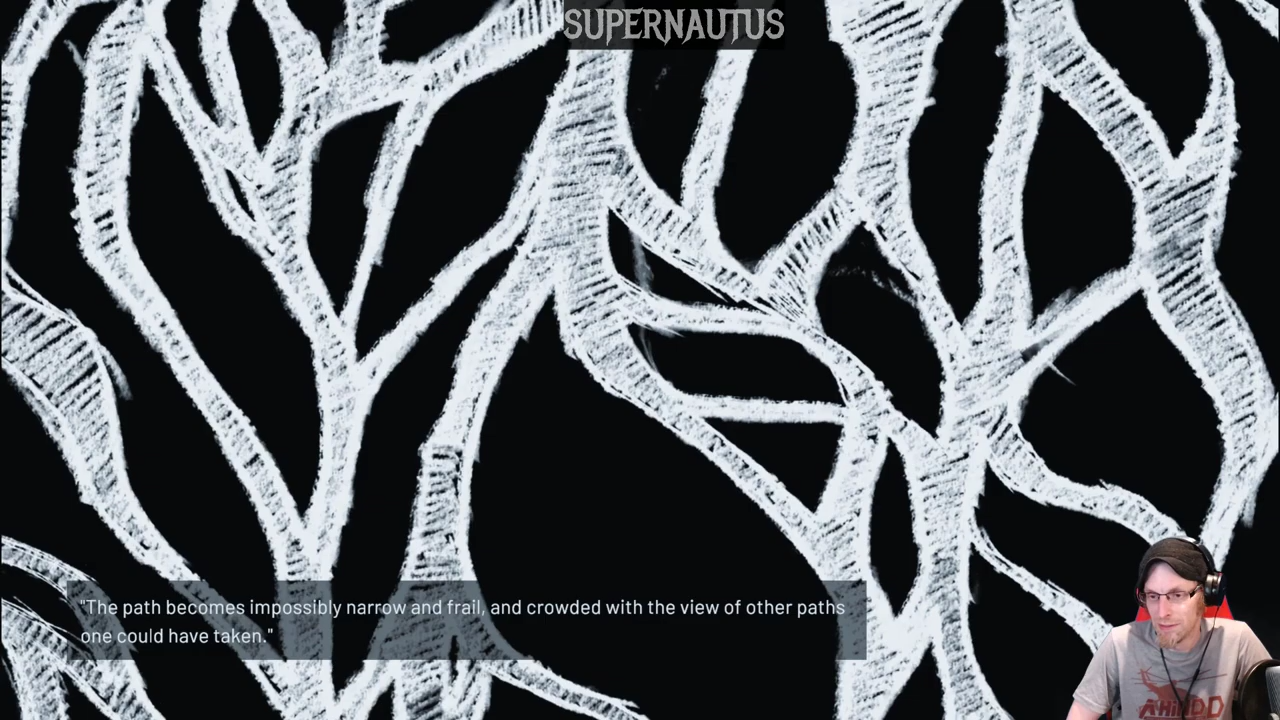 SUPERNAUTUS
"The path becomes impossibly narrow and frail, and crowded with the view of other paths
one could have taken."